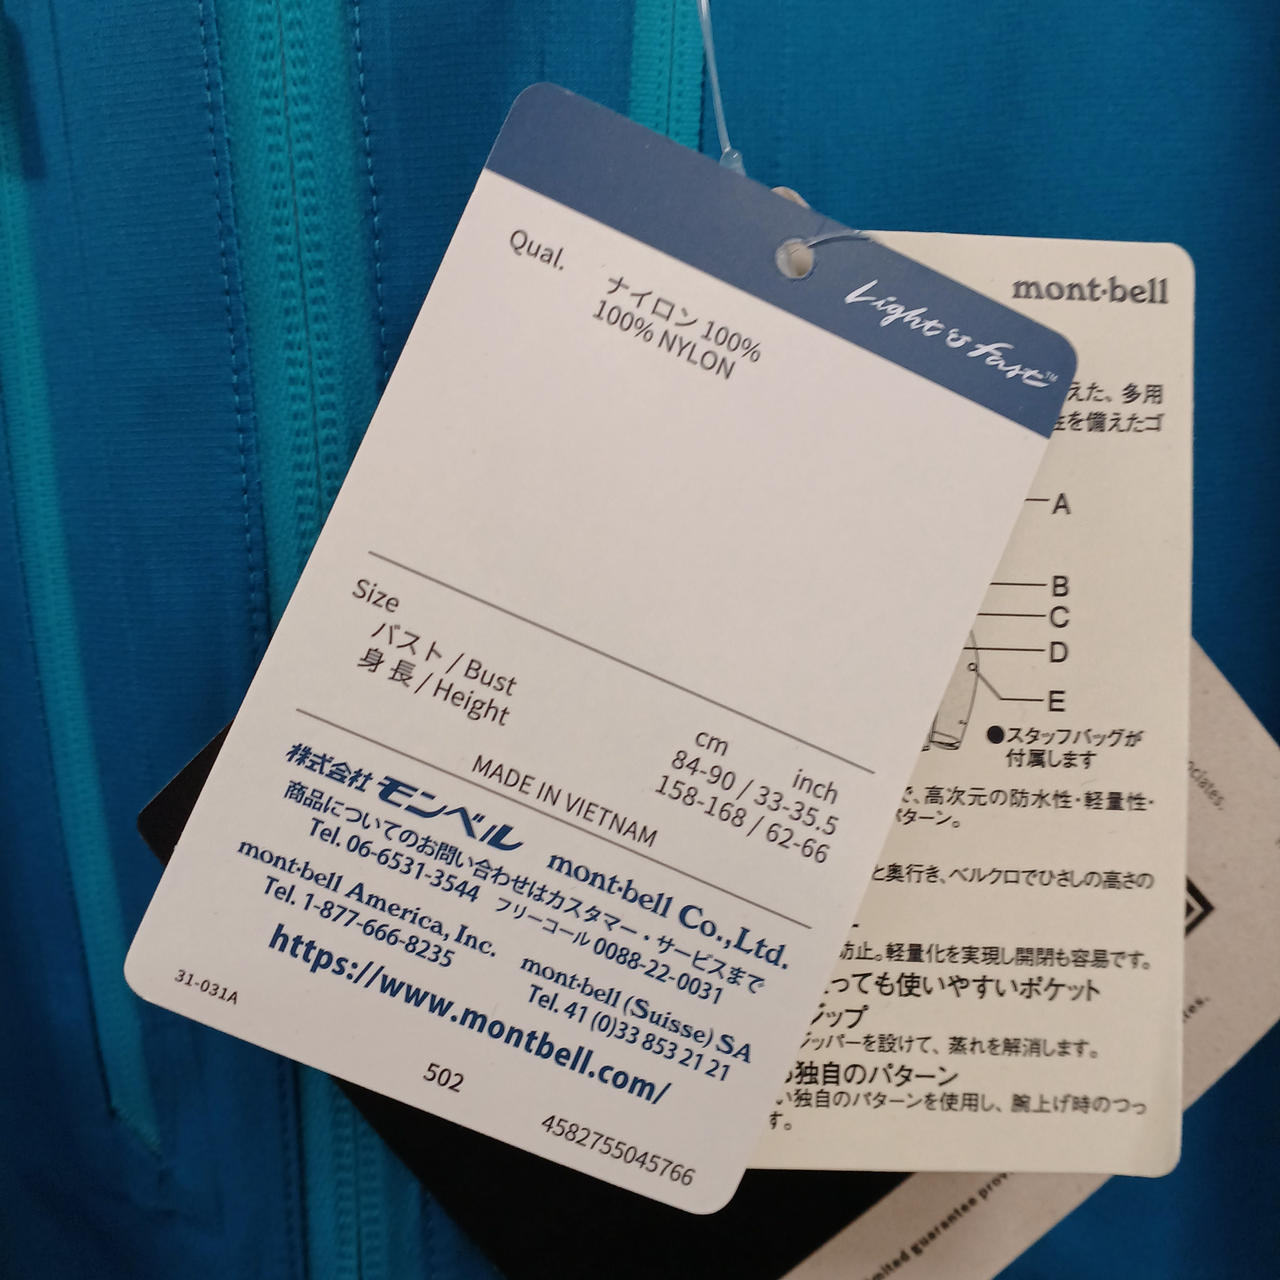 Light & fast™
Qual.
ナイロン 100%
100% NYLON
Size
cm inch
バスト / Bust 84-90 / 33-35.5
身 長 / Height 158-168 / 62-66
MADE IN VIETNAM
株式会社 モンベル mont·bell Co., Ltd.
商品についてのお問い合わせはカスタマー・サービスまで
Tel. 06-6531-3544 フリーコール 0088-22-0031
mont·bell America, Inc. mont·bell (Suisse) SA
Tel. 1-877-666-8235 Tel. 41 (0)33 853 21 21
https://www.montbell.com/
31-031A
502
4582755045766
mont·bell
えた、多用
を備えたゴ
A
B
C
D
E
●スタッフバッグが
付属します
で、高次元の防水性・軽量性・
パターン。
と奥行き、ベルクロでひさしの高さの
防止。軽量化を実現し開閉も容易です。
っても使いやすいポケット
ジップ
ジッパーを設けて、蒸れを解消します。
独自のパターン
い独自のパターンを使用し、腕上げ時のつっ
す。
ciates.
tes.
mited guarantee prov